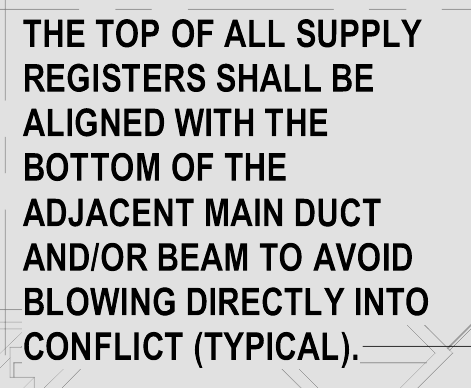 THE TOP OF ALL SUPPLY
REGISTERS SHALL BE
ALIGNED WITH THE
BOTTOM OF THE
ADJACENT MAIN DUCT
AND/OR BEAM TO AVOID
BLOWING DIRECTLY INTO
CONFLICT (TYPICAL).